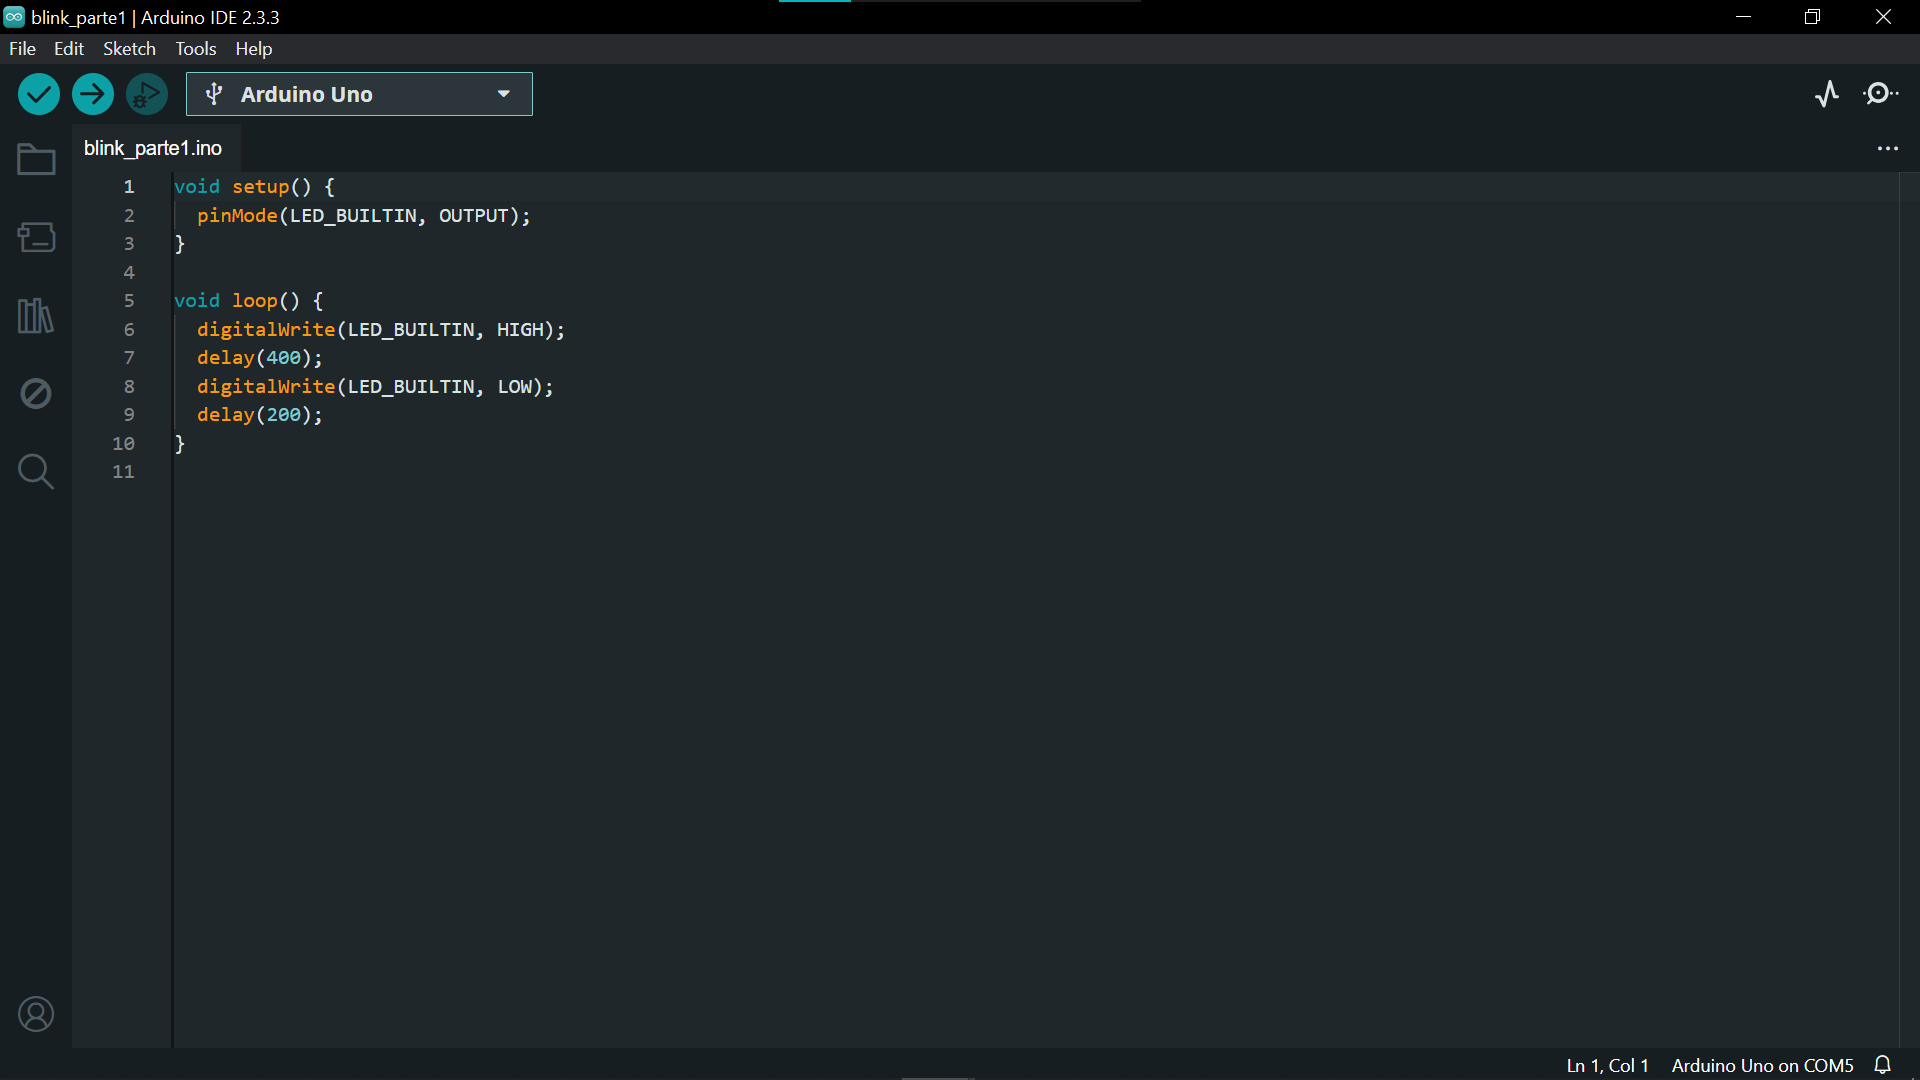 blink_parte1 | Arduino IDE 2.3.3
File Edit Sketch Tools Help
Arduino Uno
blink_parte1.ino
1 void setup() {
2   pinMode(LED_BUILTIN, OUTPUT);
3 }
4
5 void loop() {
6   digitalWrite(LED_BUILTIN, HIGH);
7   delay(400);
8   digitalWrite(LED_BUILTIN, LOW);
9   delay(200);
10 }
11
Ln 1, Col 1 Arduino Uno on COM5